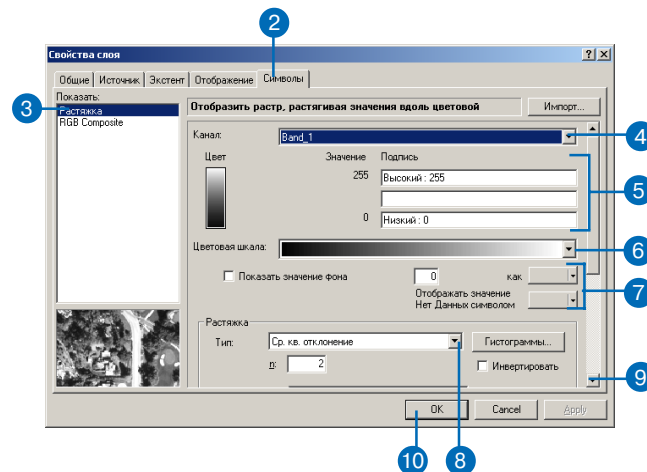 2
Свойства слоя
Общие Источник Экстент Отображение Символы
Показать:
3
Растяжка
RGB Composite
Отобразить растр, растягивая значения вдоль цветовой
Импорт...
Канал:
Band_1
4
Цвет
Значение
Подпись
255
Высокий : 255
5
0
Низкий : 0
Цветовая шкала:
6
Показать значение фона
0
как
7
Отображать значение
Нет Данных символом
Растяжка
Тип:
Ср. кв. отклонение
Гистограммы...
n:
2
Инвертировать
9
OK
Cancel
Apply
10
8